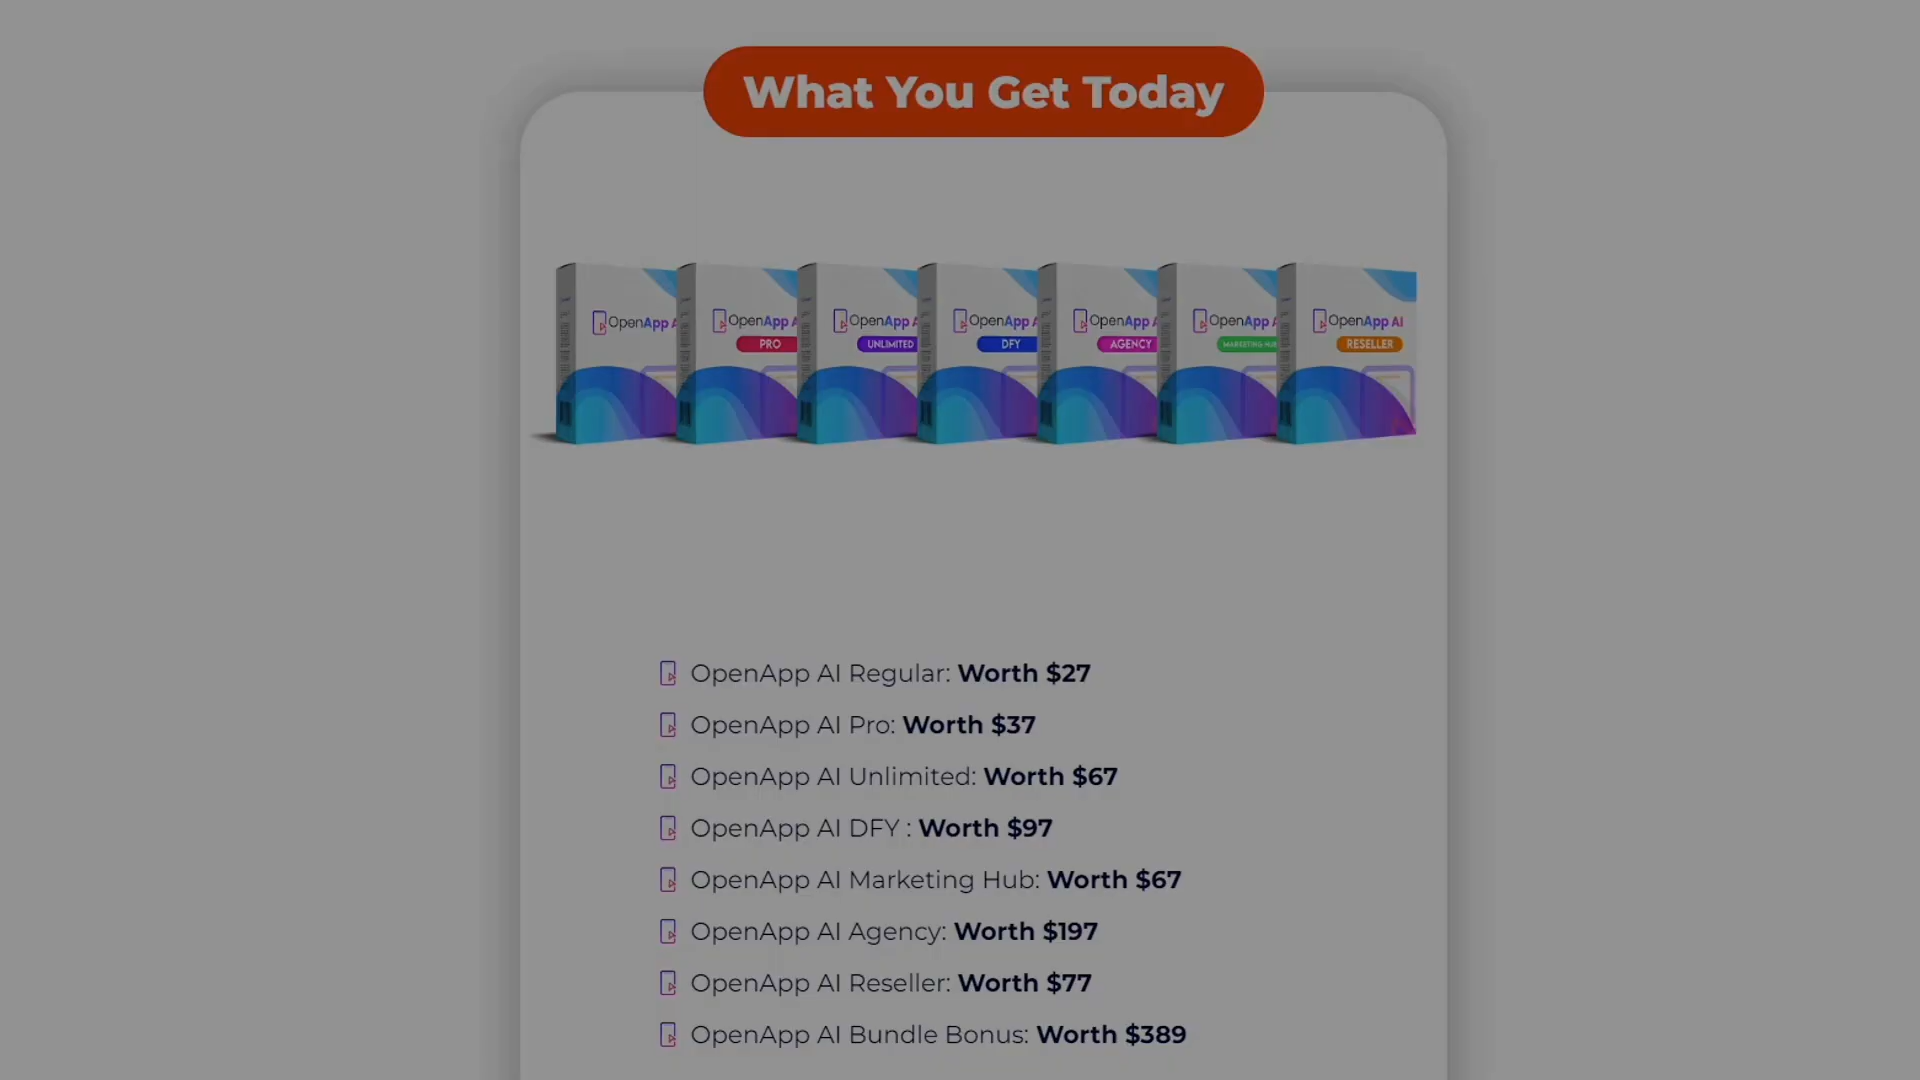 What You Get Today
OpenApp
OpenApp
PRO
OpenApp
UNLIMITED
OpenApp
DFY
OpenApp
AGENCY
OpenApp
MARKETING HUB
OpenApp AI
RESELLER
OpenApp AI Regular: Worth $27
OpenApp AI Pro: Worth $37
OpenApp AI Unlimited: Worth $67
OpenApp AI DFY : Worth $97
OpenApp AI Marketing Hub: Worth $67
OpenApp AI Agency: Worth $197
OpenApp AI Reseller: Worth $77
OpenApp AI Bundle Bonus: Worth $389